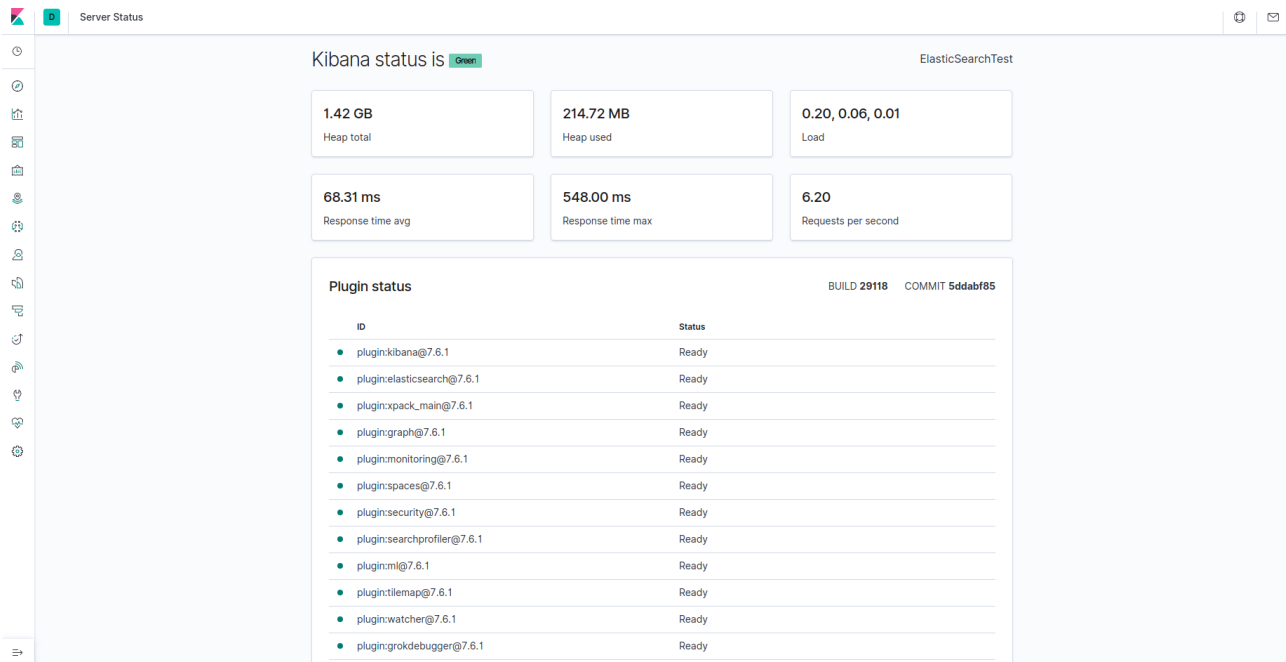 D Server Status
Kibana status is Green
ElasticSearchTest
1.42 GB
Heap total
214.72 MB
Heap used
0.20, 0.06, 0.01
Load
68.31 ms
Response time avg
548.00 ms
Response time max
6.20
Requests per second
Plugin status
BUILD 29118 COMMIT 5ddabf85
ID Status
plugin:kibana@7.6.1 Ready
plugin:elasticsearch@7.6.1 Ready
plugin:xpack_main@7.6.1 Ready
plugin:graph@7.6.1 Ready
plugin:monitoring@7.6.1 Ready
plugin:spaces@7.6.1 Ready
plugin:security@7.6.1 Ready
plugin:searchprofiler@7.6.1 Ready
plugin:ml@7.6.1 Ready
plugin:tilemap@7.6.1 Ready
plugin:watcher@7.6.1 Ready
plugin:grokdebugger@7.6.1 Ready